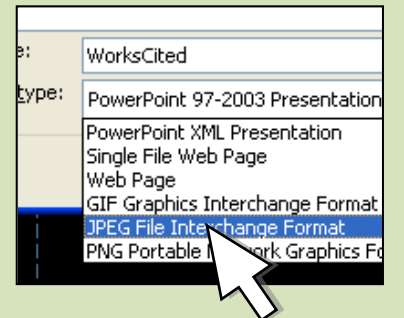 e: WorksCited
type: PowerPoint 97-2003 Presentation
PowerPoint XML Presentation
Single File Web Page
Web Page
GIF Graphics Interchange Format
JPEG File Interchange Format
PNG Portable Graphics